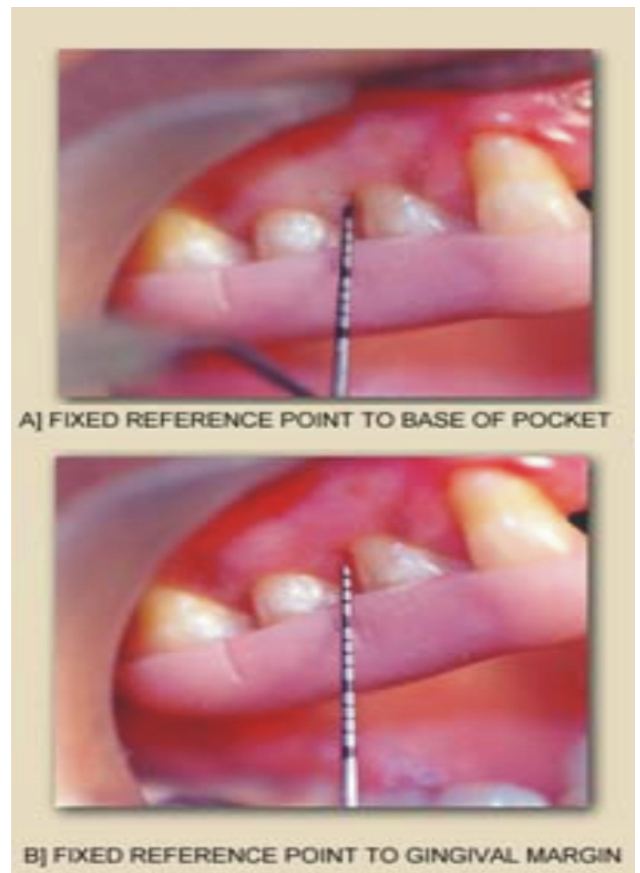 A] FIXED REFERENCE POINT TO BASE OF POCKET
B] FIXED REFERENCE POINT TO GINGIVAL MARGIN